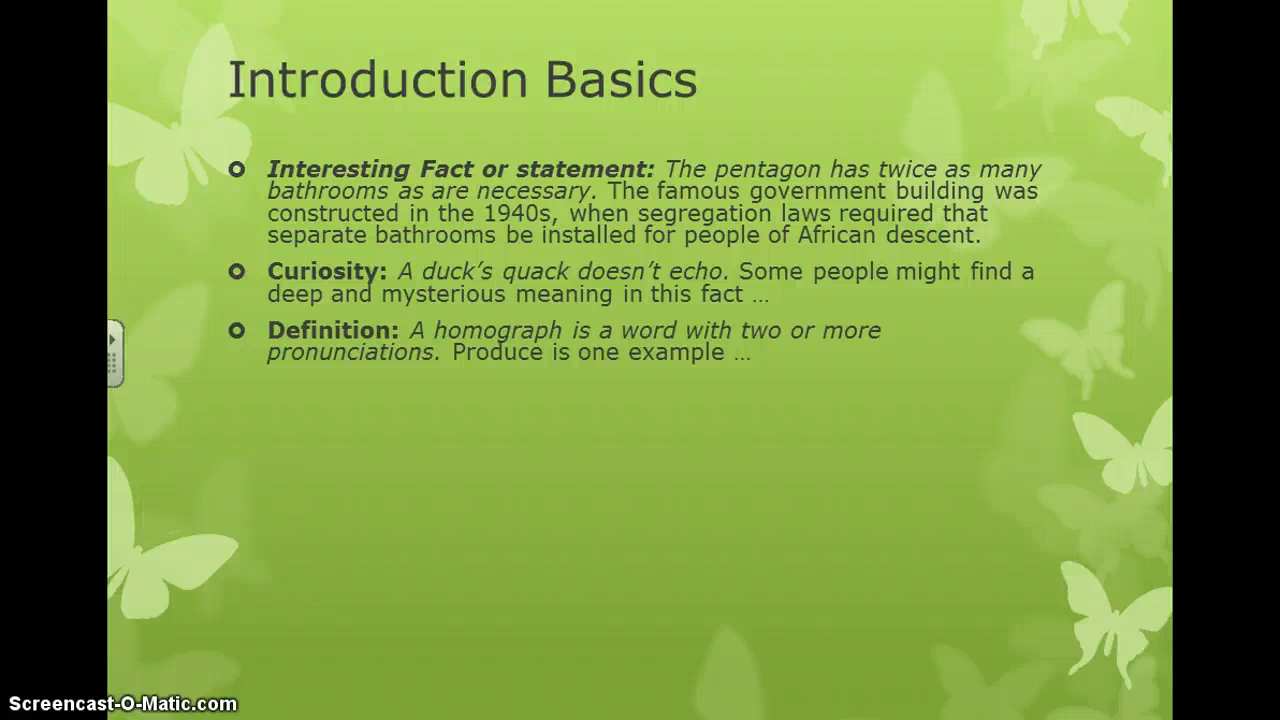 Introduction Basics
Interesting Fact or statement: The pentagon has twice as many
bathrooms as are necessary. The famous government building was
constructed in the 1940s, when segregation laws required that
separate bathrooms be installed for people of African descent.
Curiosity: A duck’s quack doesn’t echo. Some people might find a
deep and mysterious meaning in this fact …
Definition: A homograph is a word with two or more
pronunciations. Produce is one example …
Screencast-O-Matic.com